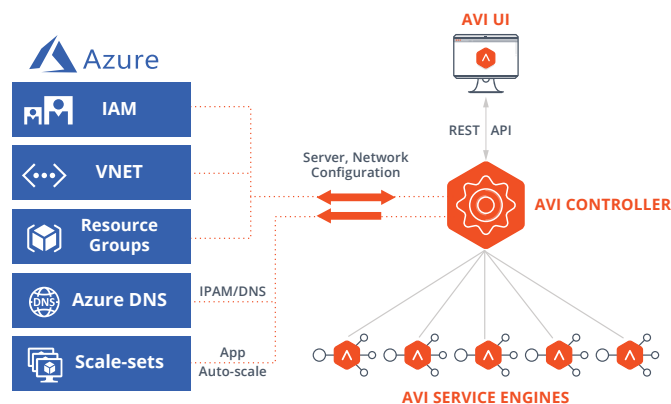 AVI UI
Azure
IAM
REST API
VNET
Server, Network
Configuration
AVI CONTROLLER
Resource
Groups
DNS
Azure DNS
IPAM/DNS
Scale-sets
App
Auto-scale
AVI SERVICE ENGINES